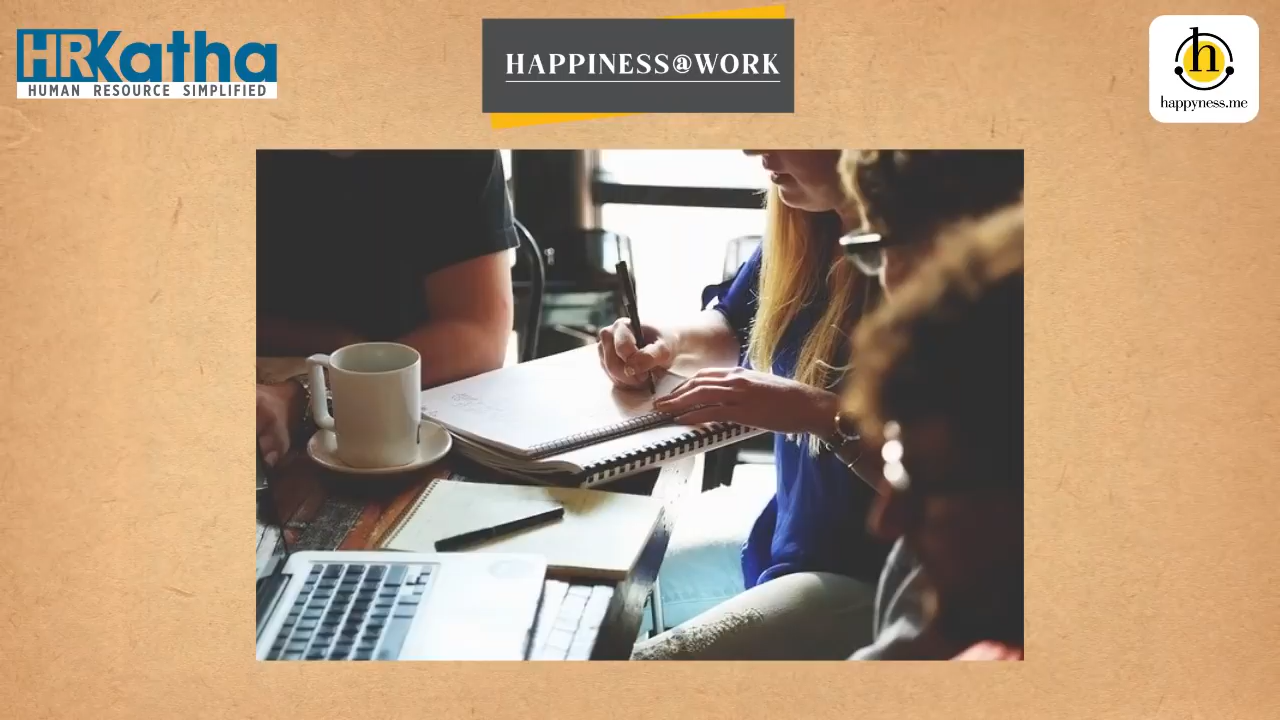 HRKatha
HUMAN RESOURCE SIMPLIFIED
HAPPINESS@WORK
h
happyness.me